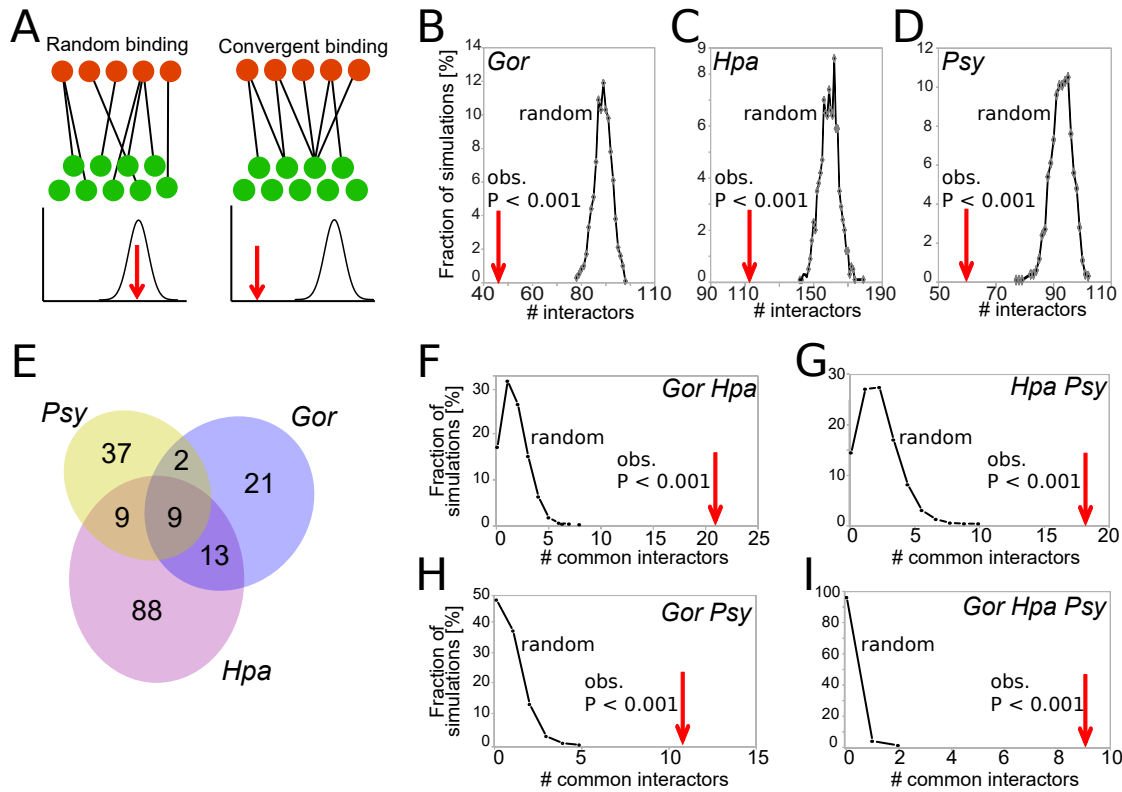 A
Random binding
Convergent binding
B
Gor
Fraction of simulations [%]
14
12
10
8
6
4
2
0
random
obs.
P < 0.001
40
60
80
110
# interactors
C
Hpa
9
8
7
6
5
4
3
2
1
0
random
obs.
P < 0.001
90
110
150
190
# interactors
D
Psy
12
10
8
6
4
2
0
random
obs.
P < 0.001
50
70
90
110
# interactors
E
Psy
Gor
37
2
21
9
9
13
88
Hpa
F
Gor Hpa
Fraction of
simulations [%]
30
20
10
0
random
obs.
P < 0.001
0
5
10
15
20
25
# common interactors
G
Hpa Psy
30
20
10
0
random
obs.
P < 0.001
0
5
10
15
20
# common interactors
H
Gor Psy
Fraction of
simulations [%]
50
40
30
20
10
0
random
obs.
P < 0.001
0
5
10
15
# common interactors
I
Gor Hpa Psy
100
80
60
40
20
0
random
obs.
P < 0.001
0
2
4
6
8
10
# common interactors